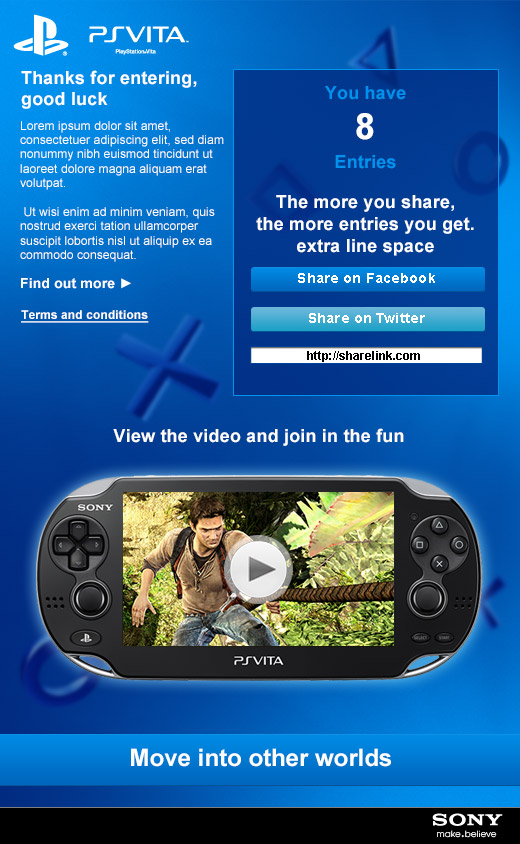 PSVITA
PlayStation.Vita
Thanks for entering,
good luck
Lorem ipsum dolor sit amet,
consectetuer adipiscing elit, sed diam
nonummy nibh euismod tincidunt ut
laoreet dolore magna aliquam erat
volutpat.
Ut wisi enim ad minim veniam, quis
nostrud exerci tation ullamcorper
suscipit lobortis nisl ut aliquip ex ea
commodo consequat.
Find out more ►
Terms and conditions
You have
8
Entries
The more you share,
the more entries you get.
extra line space
Share on Facebook
Share on Twitter
http://sharelink.com
View the video and join in the fun
SONY
SELECT START
PSVITA
Move into other worlds
SONY
make.believe